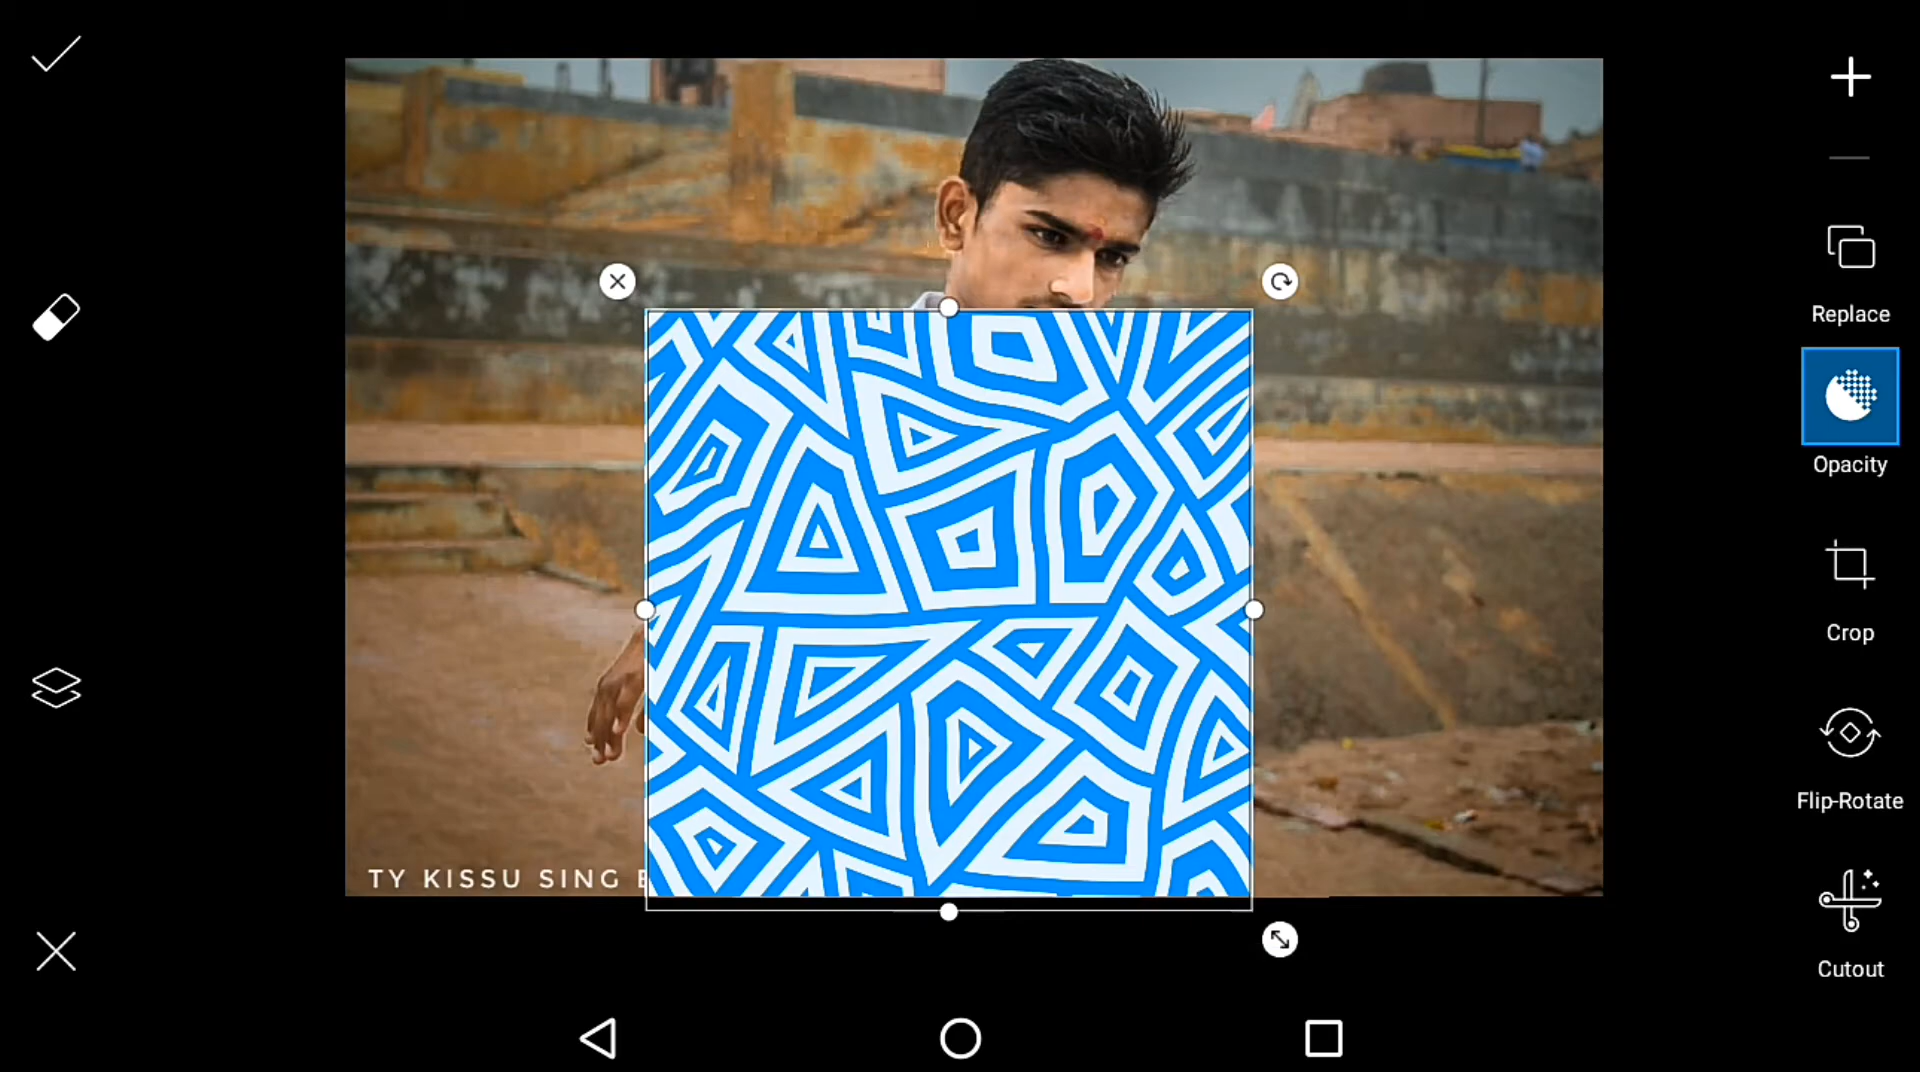 Replace
Opacity
Crop
Flip-Rotate
TY KISSU SING
Cutout